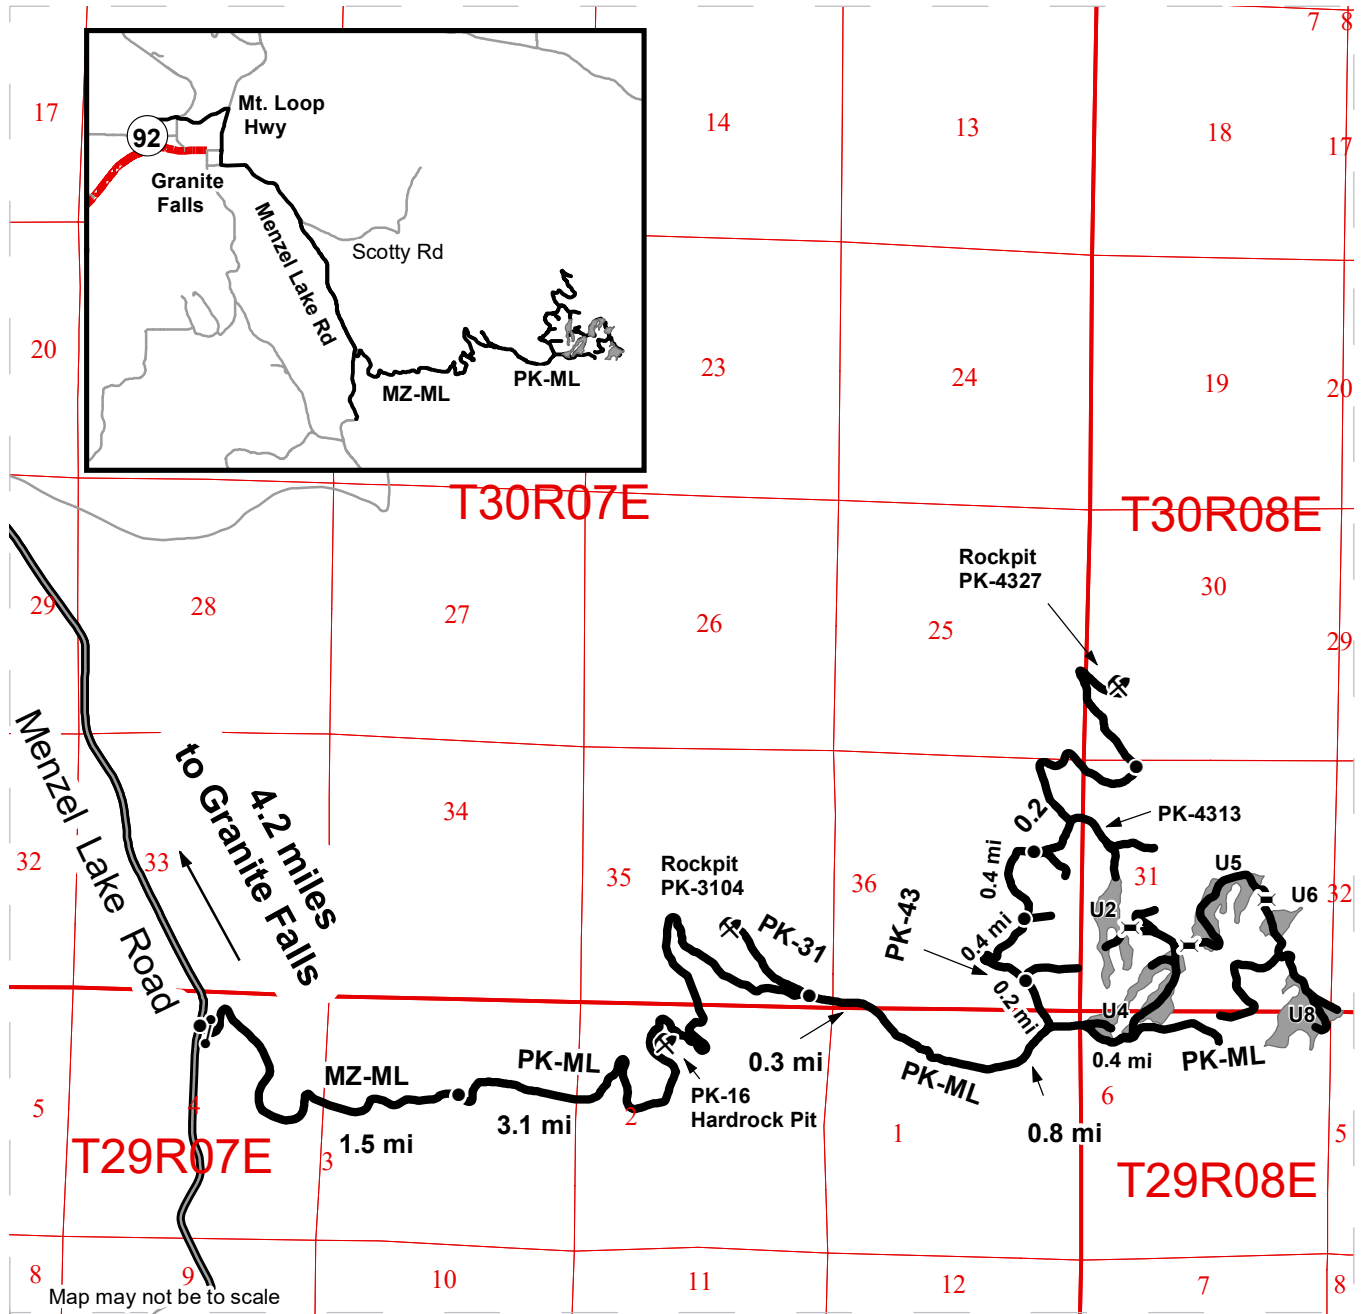 7 8
17
Mt. Loop
Hwy
92
Granite
Falls
Menzel Lake Rd
Scotty Rd
MZ-ML
PK-ML
14
13
18
17
20
23
24
19
20
T30R07E
T30R08E
Rockpit
PK-4327
29
28
27
26
25
30
29
Menzel Lake Road
4.2 miles
to Granite Falls
32
33
34
35
36
31
32
Rockpit
PK-3104
PK-31
PK-43
0.2
PK-4313
0.4 mi
0.4 mi
0.2 mi
U2
U5
U6
U4
U8
0.4 mi
PK-ML
0.3 mi
PK-ML
0.8 mi
MZ-ML
1.5 mi
PK-ML
3.1 mi
PK-16
Hardrock Pit
5
4
3
2
1
6
5
T29R07E
T29R08E
8
9
10
11
12
7
8
Map may not be to scale